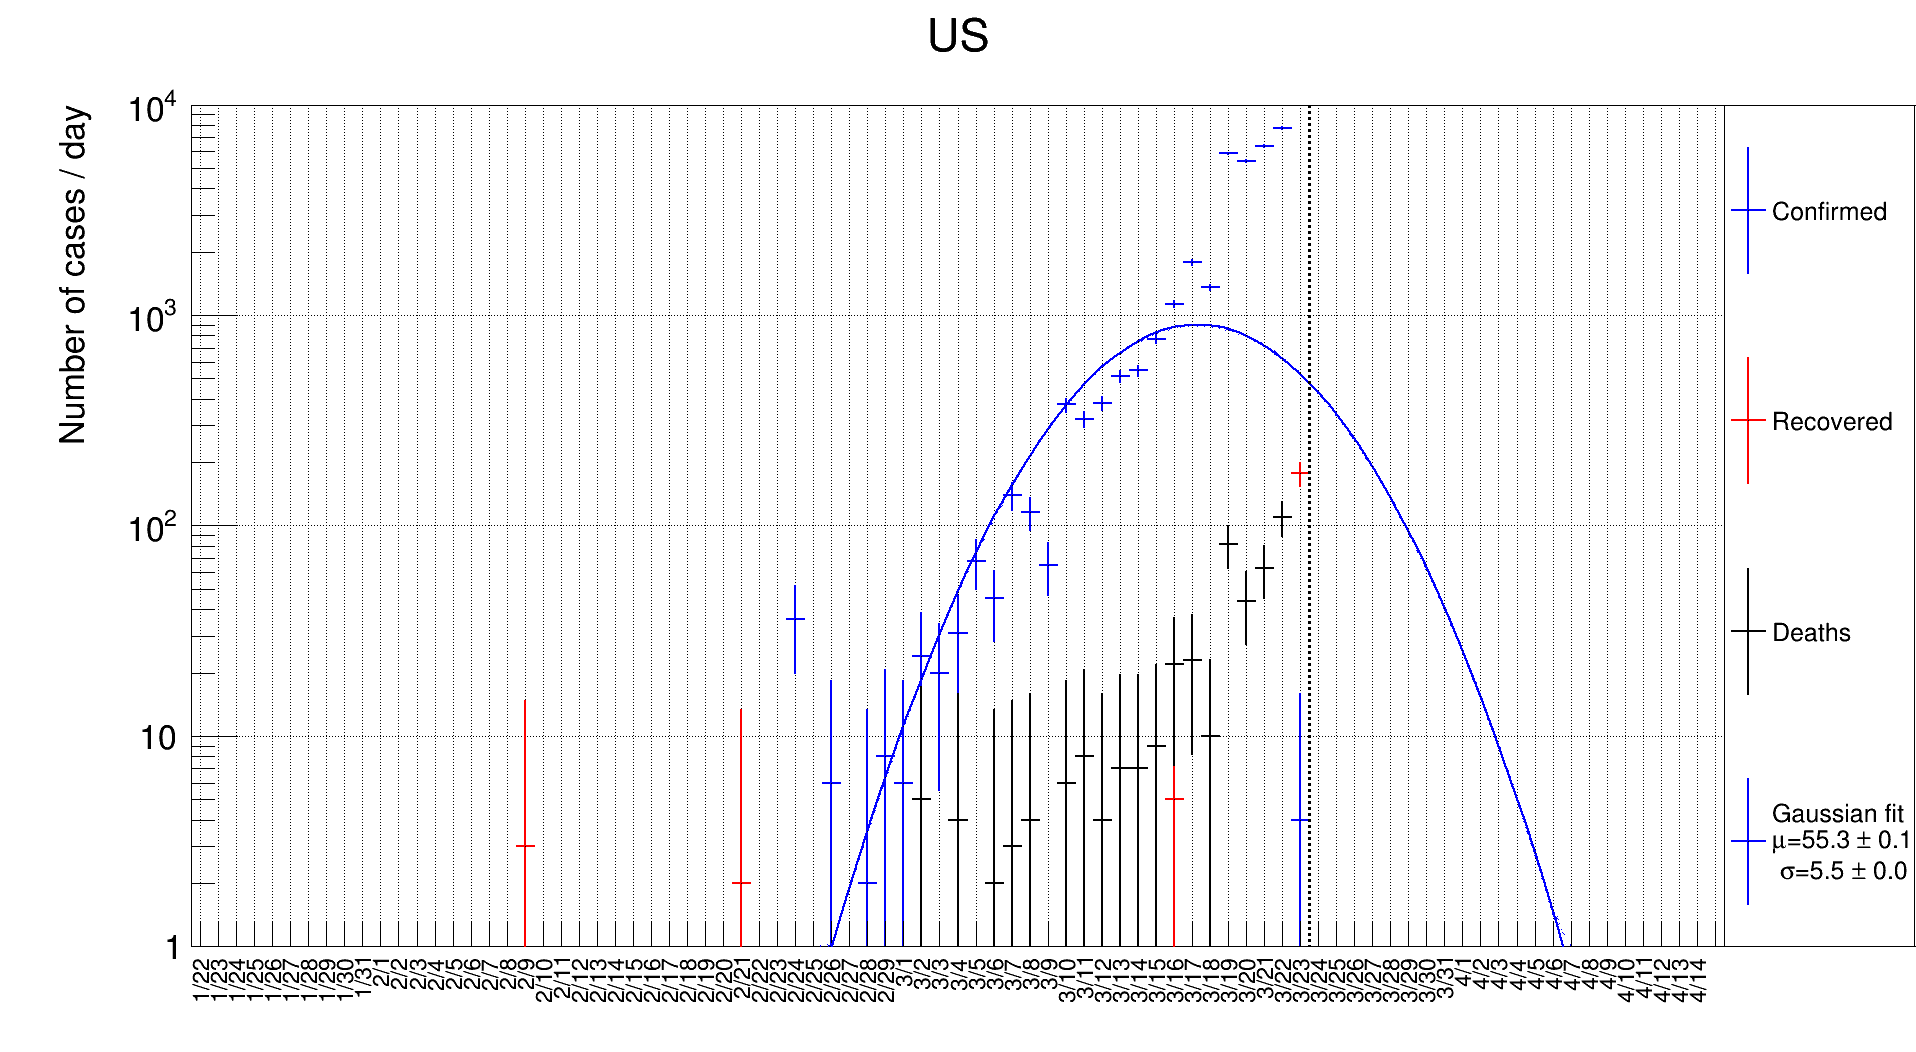 US
Number of cases / day
10⁴
10³
10²
10
1
1/22 1/23 1/24 1/25 1/26 1/27 1/28 1/29 1/30 1/31 2/1 2/2 2/3 2/4 2/5 2/6 2/7 2/8 2/9 2/10 2/11 2/12 2/13 2/14 2/15 2/16 2/17 2/18 2/19 2/20 2/21 2/22 2/23 2/24 2/25 2/26 2/27 2/28 2/29 3/1 3/2 3/3 3/4 3/5 3/6 3/7 3/8 3/9 3/10 3/11 3/12 3/13 3/14 3/15 3/16 3/17 3/18 3/19 3/20 3/21 3/22 3/23 3/24 3/25 3/26 3/27 3/28 3/29 3/30 3/31 4/1 4/2 4/3 4/4 4/5 4/6 4/7 4/8 4/9 4/10 4/11 4/12 4/13 4/14
Confirmed
Recovered
Deaths
Gaussian fit
μ=55.3 ± 0.1
σ=5.5 ± 0.0